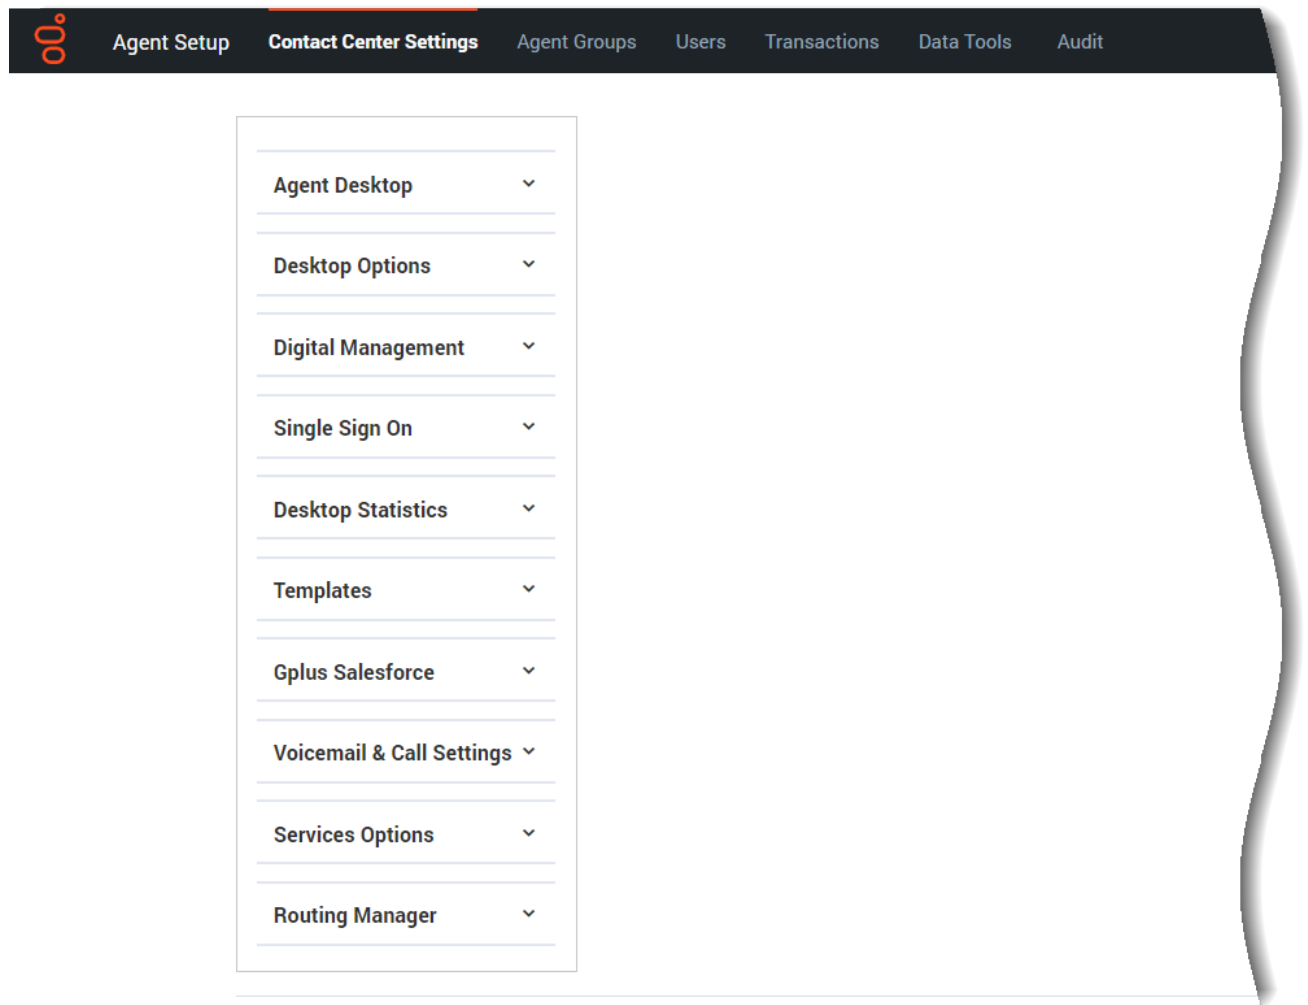 Agent Setup Contact Center Settings Agent Groups Users Transactions Data Tools Audit
Agent Desktop
Desktop Options
Digital Management
Single Sign On
Desktop Statistics
Templates
Gplus Salesforce
Voicemail & Call Settings
Services Options
Routing Manager